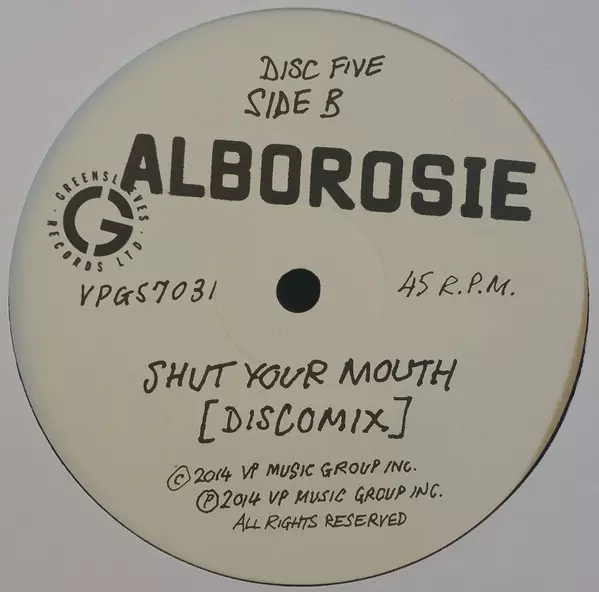 DISC FIVE
SIDE B
ALBOROSIE
GREENSLEEVES
RECORDS LTD.
G
VPGS7031
45 R.P.M.
SHUT YOUR MOUTH
[DISCOMIX]
Ⓒ 2014 VP MUSIC GROUP INC.
Ⓟ 2014 VP MUSIC GROUP INC.
ALL RIGHTS RESERVED